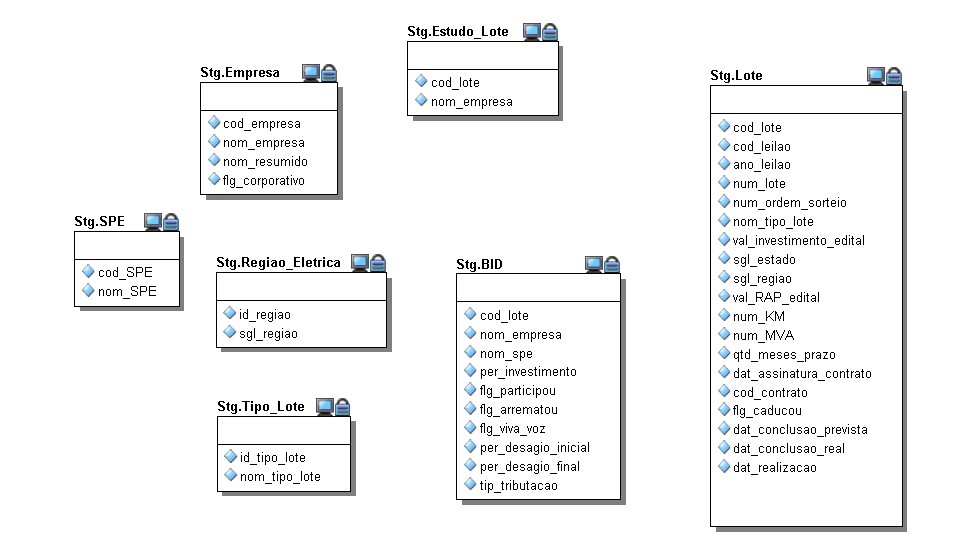 Stg.Estudo_Lote
cod_lote
nom_empresa
Stg.Empresa
cod_empresa
nom_empresa
nom_resumido
flg_corporativo
Stg.Lote
cod_lote
cod_leilao
ano_leilao
num_lote
num_ordem_sorteio
nom_tipo_lote
val_investimento_edital
sgl_estado
sgl_regiao
val_RAP_edital
num_KM
num_MVA
qtd_meses_prazo
dat_assinatura_contrato
cod_contrato
flg_caducou
dat_conclusao_prevista
dat_conclusao_real
dat_realizacao
Stg.SPE
cod_SPE
nom_SPE
Stg.Regiao_Eletrica
id_regiao
sgl_regiao
Stg.BID
cod_lote
nom_empresa
nom_spe
per_investimento
flg_participou
flg_arrematou
flg_viva_voz
per_desagio_inicial
per_desagio_final
tip_tributacao
Stg.Tipo_Lote
id_tipo_lote
nom_tipo_lote